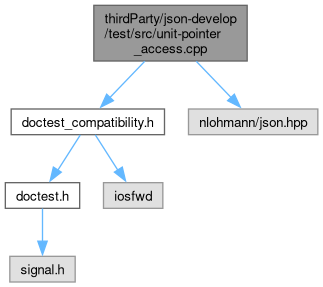 thirdParty/json-develop
/test/src/unit-pointer
_access.cpp
doctest_compatibility.h
nlohmann/json.hpp
doctest.h
iosfwd
signal.h